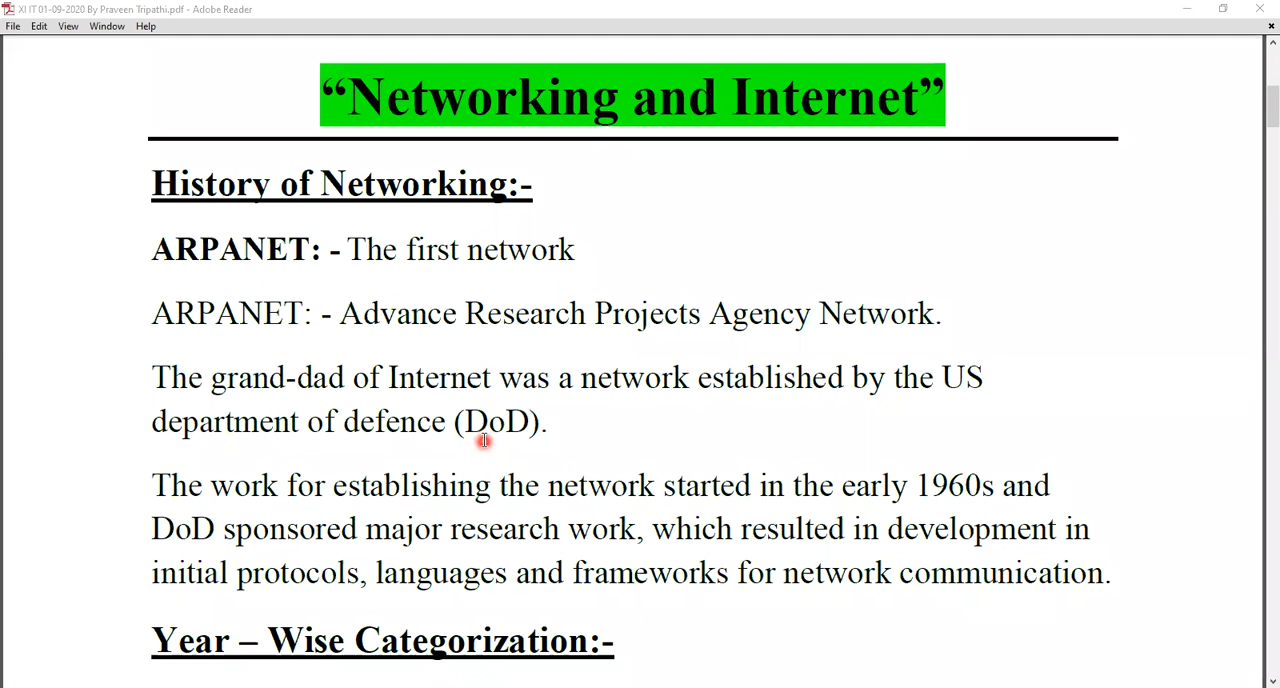 XI IT 01-09-2020 By Praveen Tripathi.pdf - Adobe Reader
File Edit View Window Help
“Networking and Internet”
History of Networking:-
ARPANET: - The first network
ARPANET: - Advance Research Projects Agency Network.
The grand-dad of Internet was a network established by the US
department of defence (DoD).
The work for establishing the network started in the early 1960s and
DoD sponsored major research work, which resulted in development in
initial protocols, languages and frameworks for network communication.
Year – Wise Categorization:-